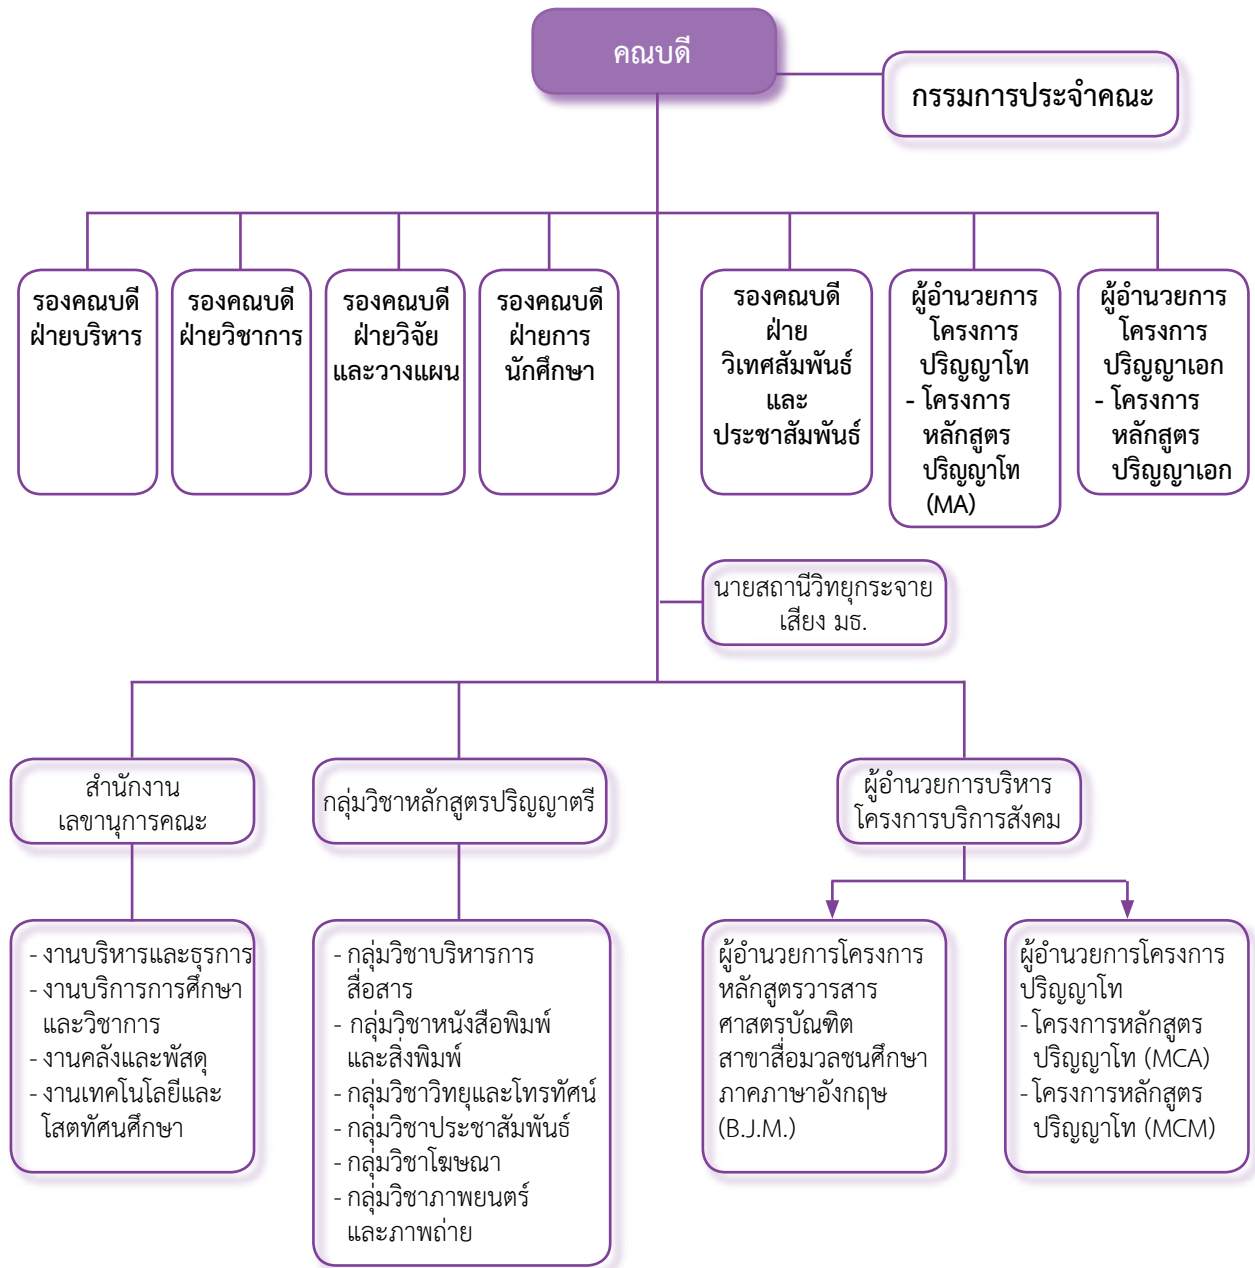 คณบดี
กรรมการประจำคณะ
รองคณบดี
ฝ่ายบริหาร
รองคณบดี
ฝ่ายวิชาการ
รองคณบดี
ฝ่ายวิจัย
และวางแผน
รองคณบดี
ฝ่ายการ
นักศึกษา
รองคณบดี
ฝ่าย
วิเทศสัมพันธ์
และ
ประชาสัมพันธ์
ผู้อำนวยการ
โครงการ
ปริญญาโท
- โครงการ
หลักสูตร
ปริญญาโท
(MA)
ผู้อำนวยการ
โครงการ
ปริญญาเอก
- โครงการ
หลักสูตร
ปริญญาเอก
นายสถานีวิทยุกระจาย
เสียง มธ.
สำนักงาน
เลขานุการคณะ
กลุ่มวิชาหลักสูตรปริญญาตรี
ผู้อำนวยการบริหาร
โครงการบริการสังคม
- งานบริหารและธุรการ
- งานบริการการศึกษา
และวิชาการ
- งานคลังและพัสดุ
- งานเทคโนโลยีและ
โสตทัศนศึกษา
- กลุ่มวิชาบริหารการ
สื่อสาร
- กลุ่มวิชาหนังสือพิมพ์
และสิ่งพิมพ์
- กลุ่มวิชาวิทยุและโทรทัศน์
- กลุ่มวิชาประชาสัมพันธ์
- กลุ่มวิชาโฆษณา
- กลุ่มวิชาภาพยนตร์
และภาพถ่าย
ผู้อำนวยการโครงการ
หลักสูตรวารสาร
ศาสตรบัณฑิต
สาขาสื่อมวลชนศึกษา
ภาคภาษาอังกฤษ
(B.J.M.)
ผู้อำนวยการโครงการ
ปริญญาโท
- โครงการหลักสูตร
ปริญญาโท (MCA)
- โครงการหลักสูตร
ปริญญาโท (MCM)